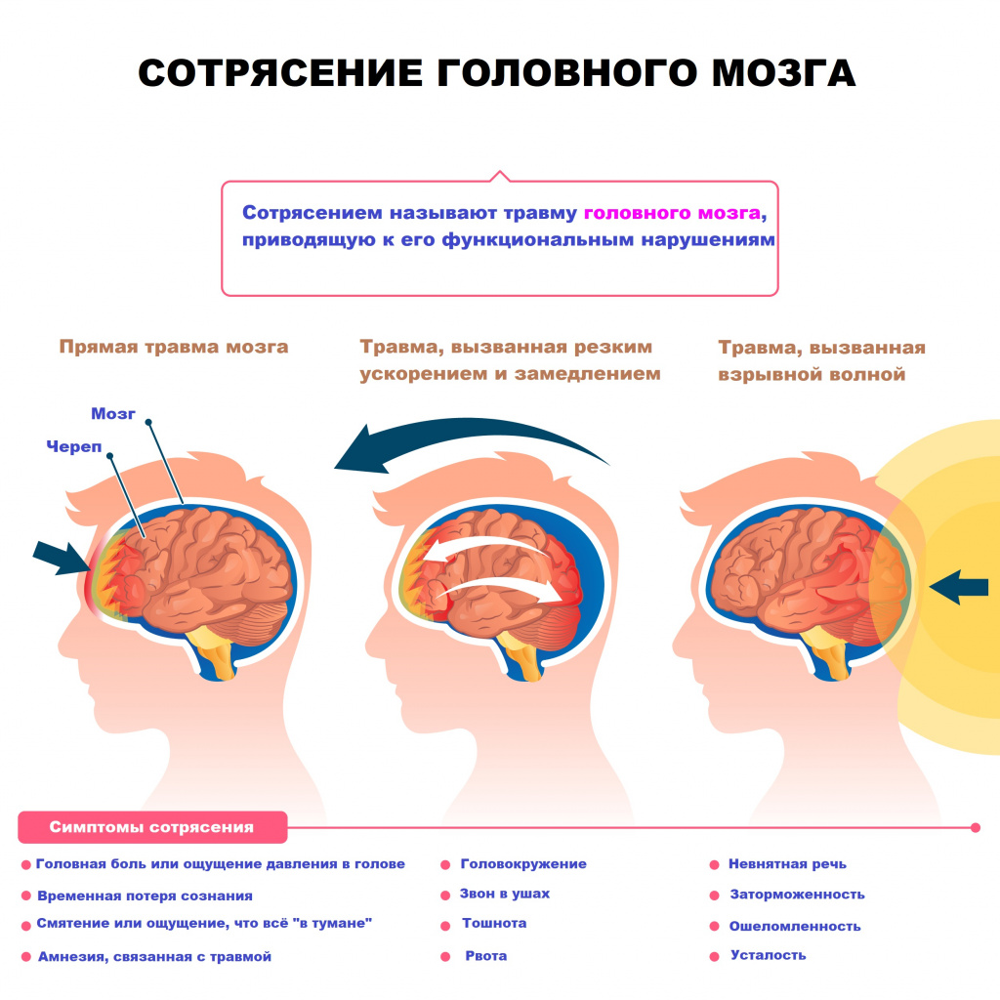 СОТРЯСЕНИЕ ГОЛОВНОГО МОЗГА
Сотрясением называют травму головного мозга,
приводящую к его функциональным нарушениям
Прямая травма мозга
Травма, вызванная резким
ускорением и замедлением
Травма, вызванная
взрывной волной
Мозг
Череп
Симптомы сотрясения
Головная боль или ощущение давления в голове
Временная потеря сознания
Смятение или ощущение, что всё "в тумане"
Амнезия, связанная с травмой
Головокружение
Звон в ушах
Тошнота
Рвота
Невнятная речь
Заторможенность
Ошеломленность
Усталость